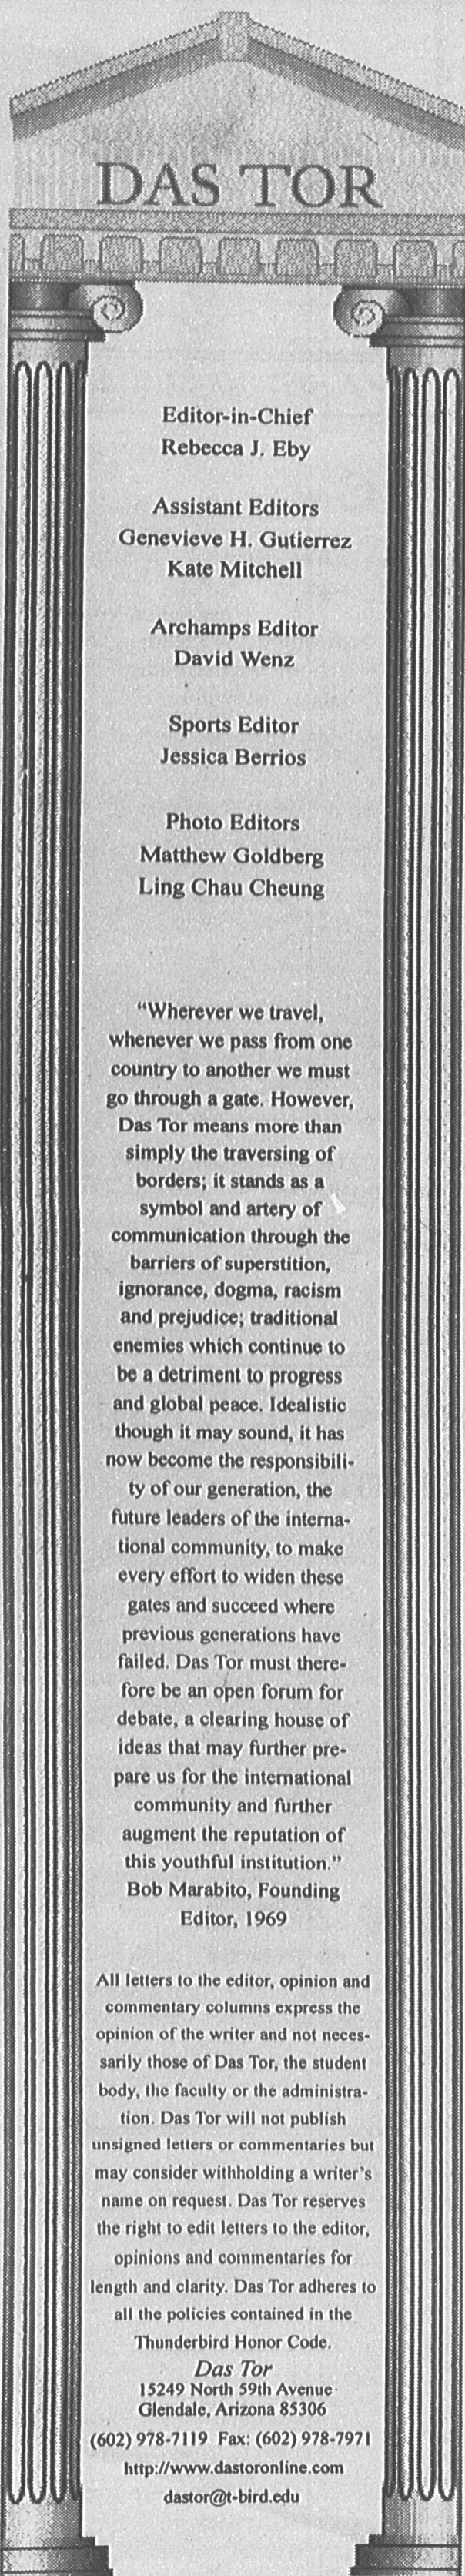 DAS TOR
Editor-in-Chief
Rebecca J. Eby
Assistant Editors
Genevieve H. Gutierrez
Kate Mitchell
Archamps Editor
David Wenz
Sports Editor
Jessica Berrios
Photo Editors
Matthew Goldberg
Ling Chau Cheung
“Wherever we travel,
whenever we pass from one
country to another we must
go through a gate. However,
Das Tor means more than
simply the traversing of
borders; it stands as a
symbol and artery of
communication through the
barriers of superstition,
ignorance, dogma, racism
and prejudice; traditional
enemies which continue to
be a detriment to progress
and global peace. Idealistic
though it may sound, it has
now become the responsibili-
ty of our generation, the
future leaders of the interna-
tional community, to make
every effort to widen these
gates and succeed where
previous generations have
failed. Das Tor must there-
fore be an open forum for
debate, a clearing house of
ideas that may further pre-
pare us for the international
community and further
augment the reputation of
this youthful institution.”
Bob Marabito, Founding
Editor, 1969
All letters to the editor, opinion and
commentary columns express the
opinion of the writer and not neces-
sarily those of Das Tor, the student
body, the faculty or the administra-
tion. Das Tor will not publish
unsigned letters or commentaries but
may consider withholding a writer’s
name on request. Das Tor reserves
the right to edit letters to the editor,
opinions and commentaries for
length and clarity. Das Tor adheres to
all the policies contained in the
Thunderbird Honor Code.
Das Tor
15249 North 59th Avenue
Glendale, Arizona 85306
(602) 978-7119 Fax: (602) 978-7971
http://www.dastoronline.com
dastor@t-bird.edu